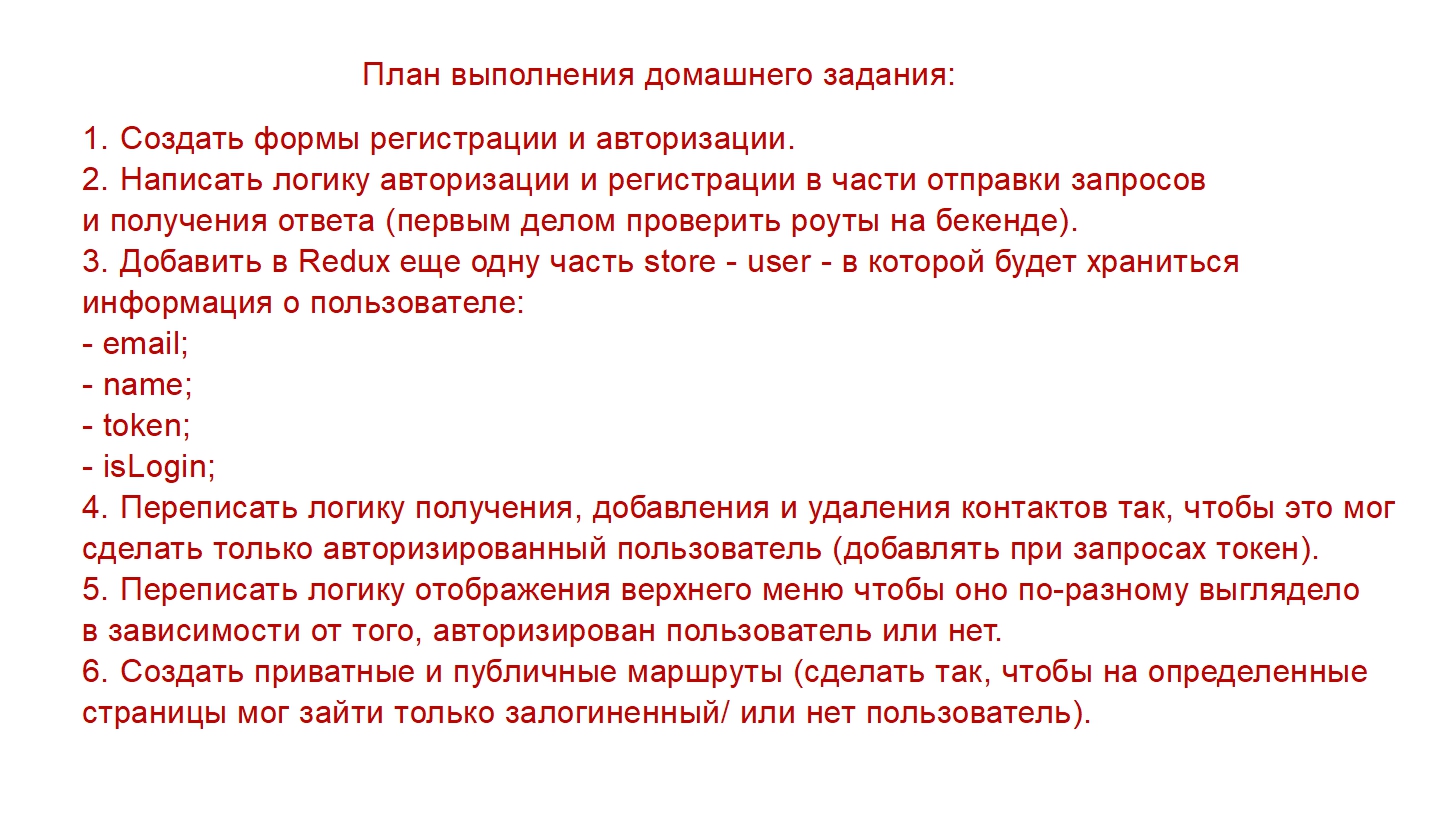 План выполнения домашнего задания:
1. Создать формы регистрации и авторизации.
2. Написать логику авторизации и регистрации в части отправки запросов
и получения ответа (первым делом проверить роуты на бекенде).
3. Добавить в Redux еще одну часть store - user - в которой будет храниться
информация о пользователе:
- email;
- name;
- token;
- isLogin;
4. Переписать логику получения, добавления и удаления контактов так, чтобы это мог
сделать только авторизированный пользователь (добавлять при запросах токен).
5. Переписать логику отображения верхнего меню чтобы оно по-разному выглядело
в зависимости от того, авторизирован пользователь или нет.
6. Создать приватные и публичные маршруты (сделать так, чтобы на определенные
страницы мог зайти только залогиненный/ или нет пользователь).